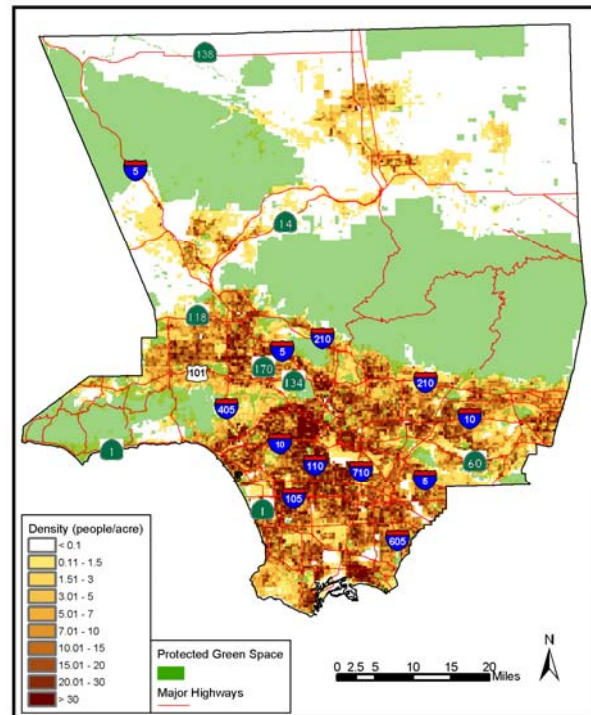 138
5
14
118
5
210
170
134
101
210
405
10
1
10
60
110
710
5
105
1
605
Density (people/acre)
< 0.1
0.11 - 1.5
1.51 - 3
3.01 - 5
5.01 - 7
7.01 - 10
10.01 - 15
15.01 - 20
20.01 - 30
> 30
Protected Green Space
Major Highways
N
0 2.5 5 10 15 20
Miles